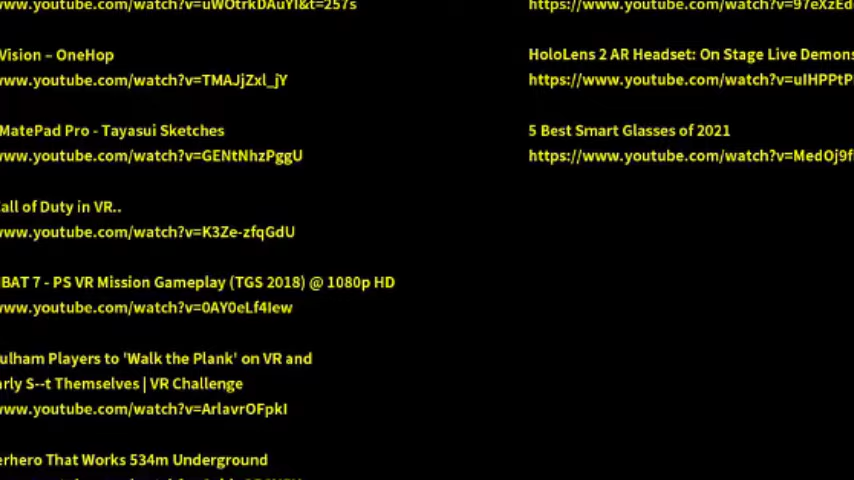 www.youtube.com/watch?v=uWOtrkDAuYI&t=257s
Vision – OneHop
www.youtube.com/watch?v=TMAJjZxl_jY
MatePad Pro - Tayasui Sketches
www.youtube.com/watch?v=GENtNhzPggU
all of Duty in VR..
www.youtube.com/watch?v=K3Ze-zfqGdU
BAT 7 - PS VR Mission Gameplay (TGS 2018) @ 1080p HD
www.youtube.com/watch?v=0AY0eLf4Iew
ulham Players to 'Walk the Plank' on VR and
rly S--t Themselves | VR Challenge
www.youtube.com/watch?v=ArlavrOFpkI
erhero That Works 534m Underground
https://www.youtube.com/watch?v=97eXzEd
HoloLens 2 AR Headset: On Stage Live Demons
https://www.youtube.com/watch?v=uIHPPtP
5 Best Smart Glasses of 2021
https://www.youtube.com/watch?v=MedOj9f